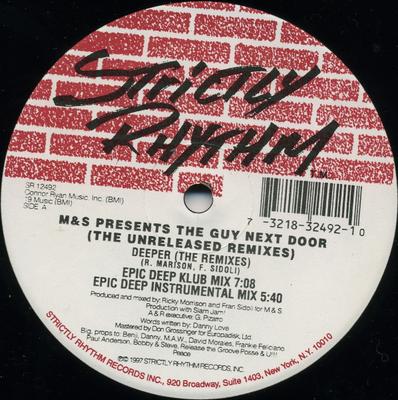 STRICTLY
RHYTHM
T.M.
SR 12492
Connor Ryan Music. Inc. (BMI)
19 Music (BMI)
SIDE A
7 -3218-32492-1 0
M&S PRESENTS THE GUY NEXT DOOR
(THE UNRELEASED REMIXES)
DEEPER (THE REMIXES)
(R. MARISON, F. SIDOLI)
EPIC DEEP KLUB MIX 7:08
EPIC DEEP INSTRUMENTAL MIX 5:40
Produced and mixed by Ricky Morrison and Fran Sidoli for M & S
Production with Siam Jam!
A & R executive: G. Pizarro
Words written by: Danny Love
Mastered by Don Grossinger for Europadisk, Ltd.
Big. props to: Benji, Danny, M.A.W., David Morales, Frankie Feliciano
Paul Anderson, Bobby & Steve, Release the Groove Posse & U!!!
Peace
©℗1997 STRICTLY RHYTHM RECORDS INC.
STRICTLY RHYTHM RECORDS INC., 920 Broadway, Suite 1403, New York, N.Y. 10010